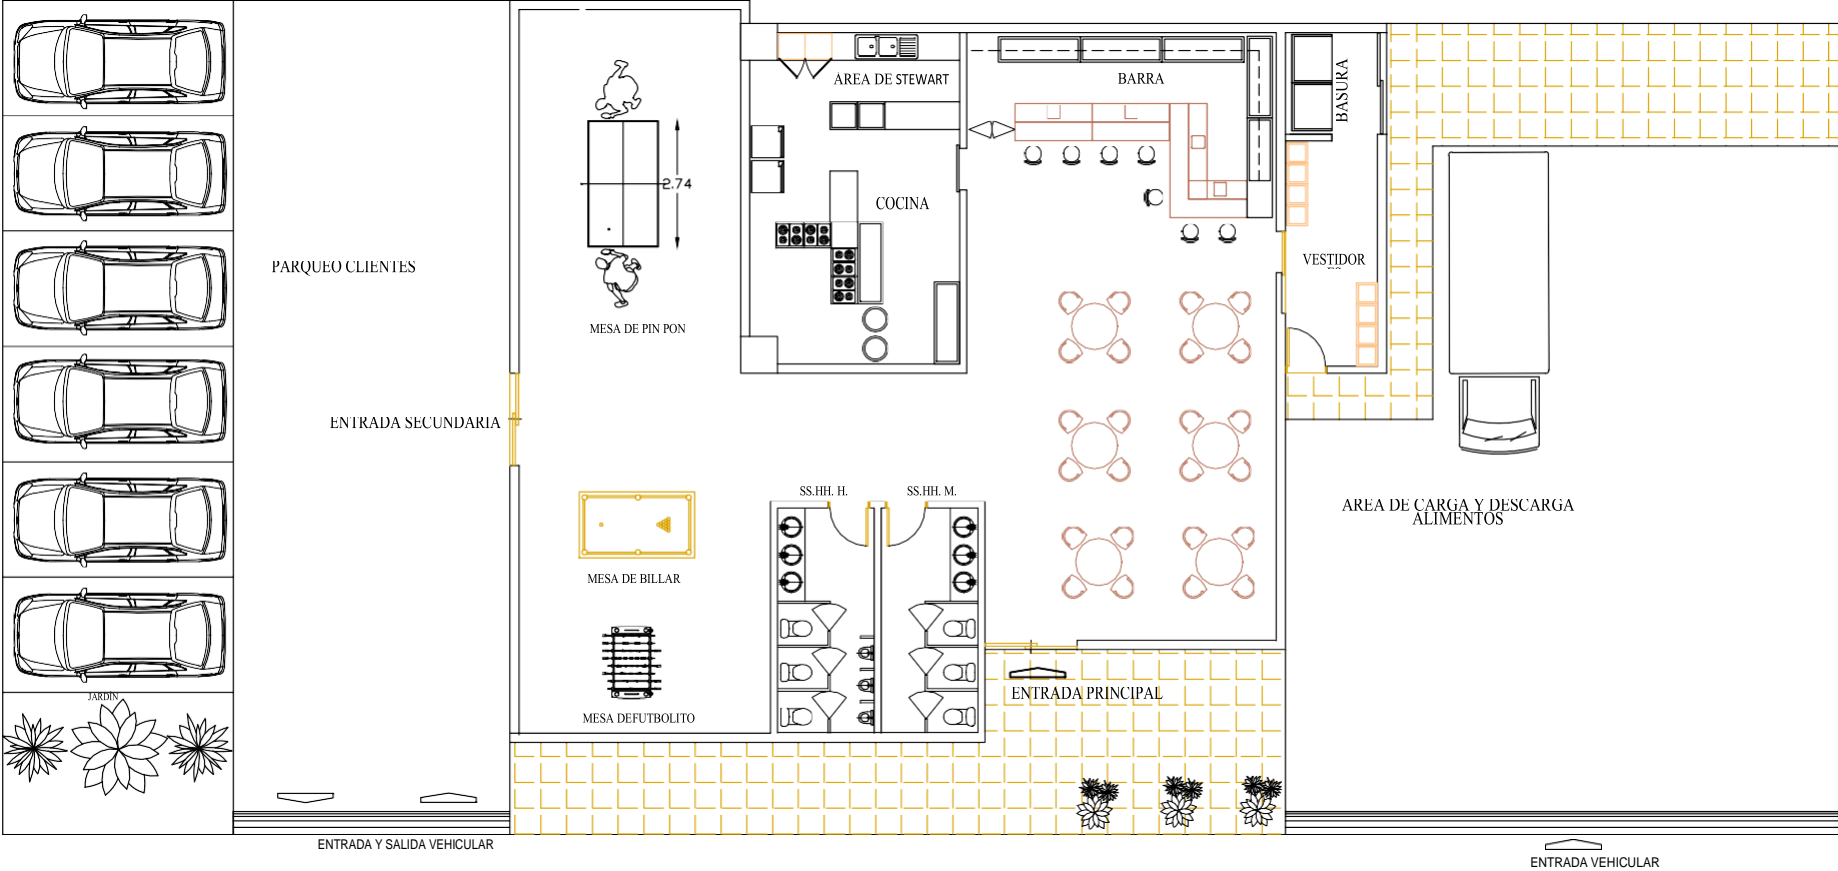 AREA DE STEWART
BARRA
BASURA
2.74
COCINA
PARQUEO CLIENTES
VESTIDOR
MESA DE PIN PON
ENTRADA SECUNDARIA
SS.HH. H.
SS.HH. M.
AREA DE CARGA Y DESCARGA
ALIMENTOS
MESA DE BILLAR
JARDÍN
ENTRADA PRINCIPAL
MESA DEFUTBOLITO
ENTRADA Y SALIDA VEHICULAR
ENTRADA VEHICULAR